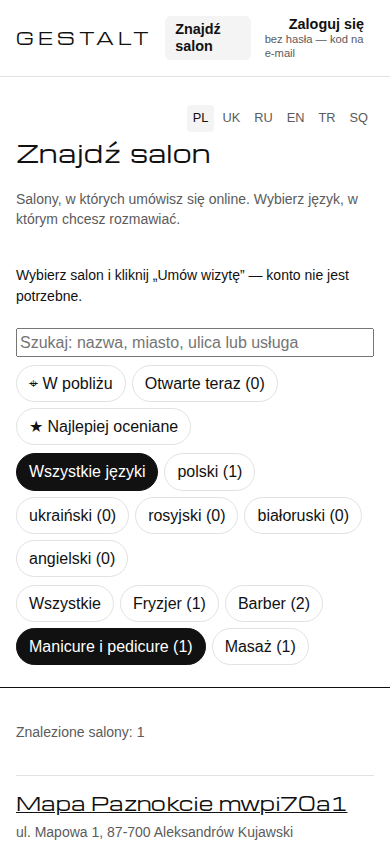 GESTALT
Znajdź salon
Zaloguj się
bez hasła — kod na e-mail
PL UK RU EN TR SQ
Znajdź salon
Salony, w których umówisz się online. Wybierz język, w
którym chcesz rozmawiać.
Wybierz salon i kliknij „Umów wizytę” — konto nie jest
potrzebne.
Szukaj: nazwa, miasto, ulica lub usługa
⌖ W pobliżu Otwarte teraz (0)
★ Najlepiej oceniane
Wszystkie języki polski (1)
ukraiński (0) rosyjski (0) białoruski (0)
angielski (0)
Wszystkie Fryzjer (1) Barber (2)
Manicure i pedicure (1) Masaż (1)
Znalezione salony: 1
Mapa Paznokcie mwpi70a1
ul. Mapowa 1, 87-700 Aleksandrów Kujawski